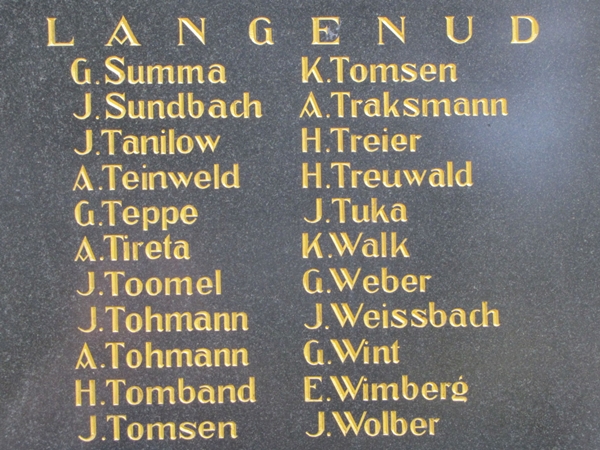 LANGENUD
G. Summa
J. Sundbach
J. Tanilow
A. Teinweld
G. Teppe
A. Tireta
J. Toomel
J. Tohmann
A. Tohmann
H. Tomband
J. Tomsen
K. Tomsen
A. Traksmann
H. Treier
H. Treuwald
J. Tuka
K. Walk
G. Weber
J. Weissbach
G. Wint
E. Wimberg
J. Wolber